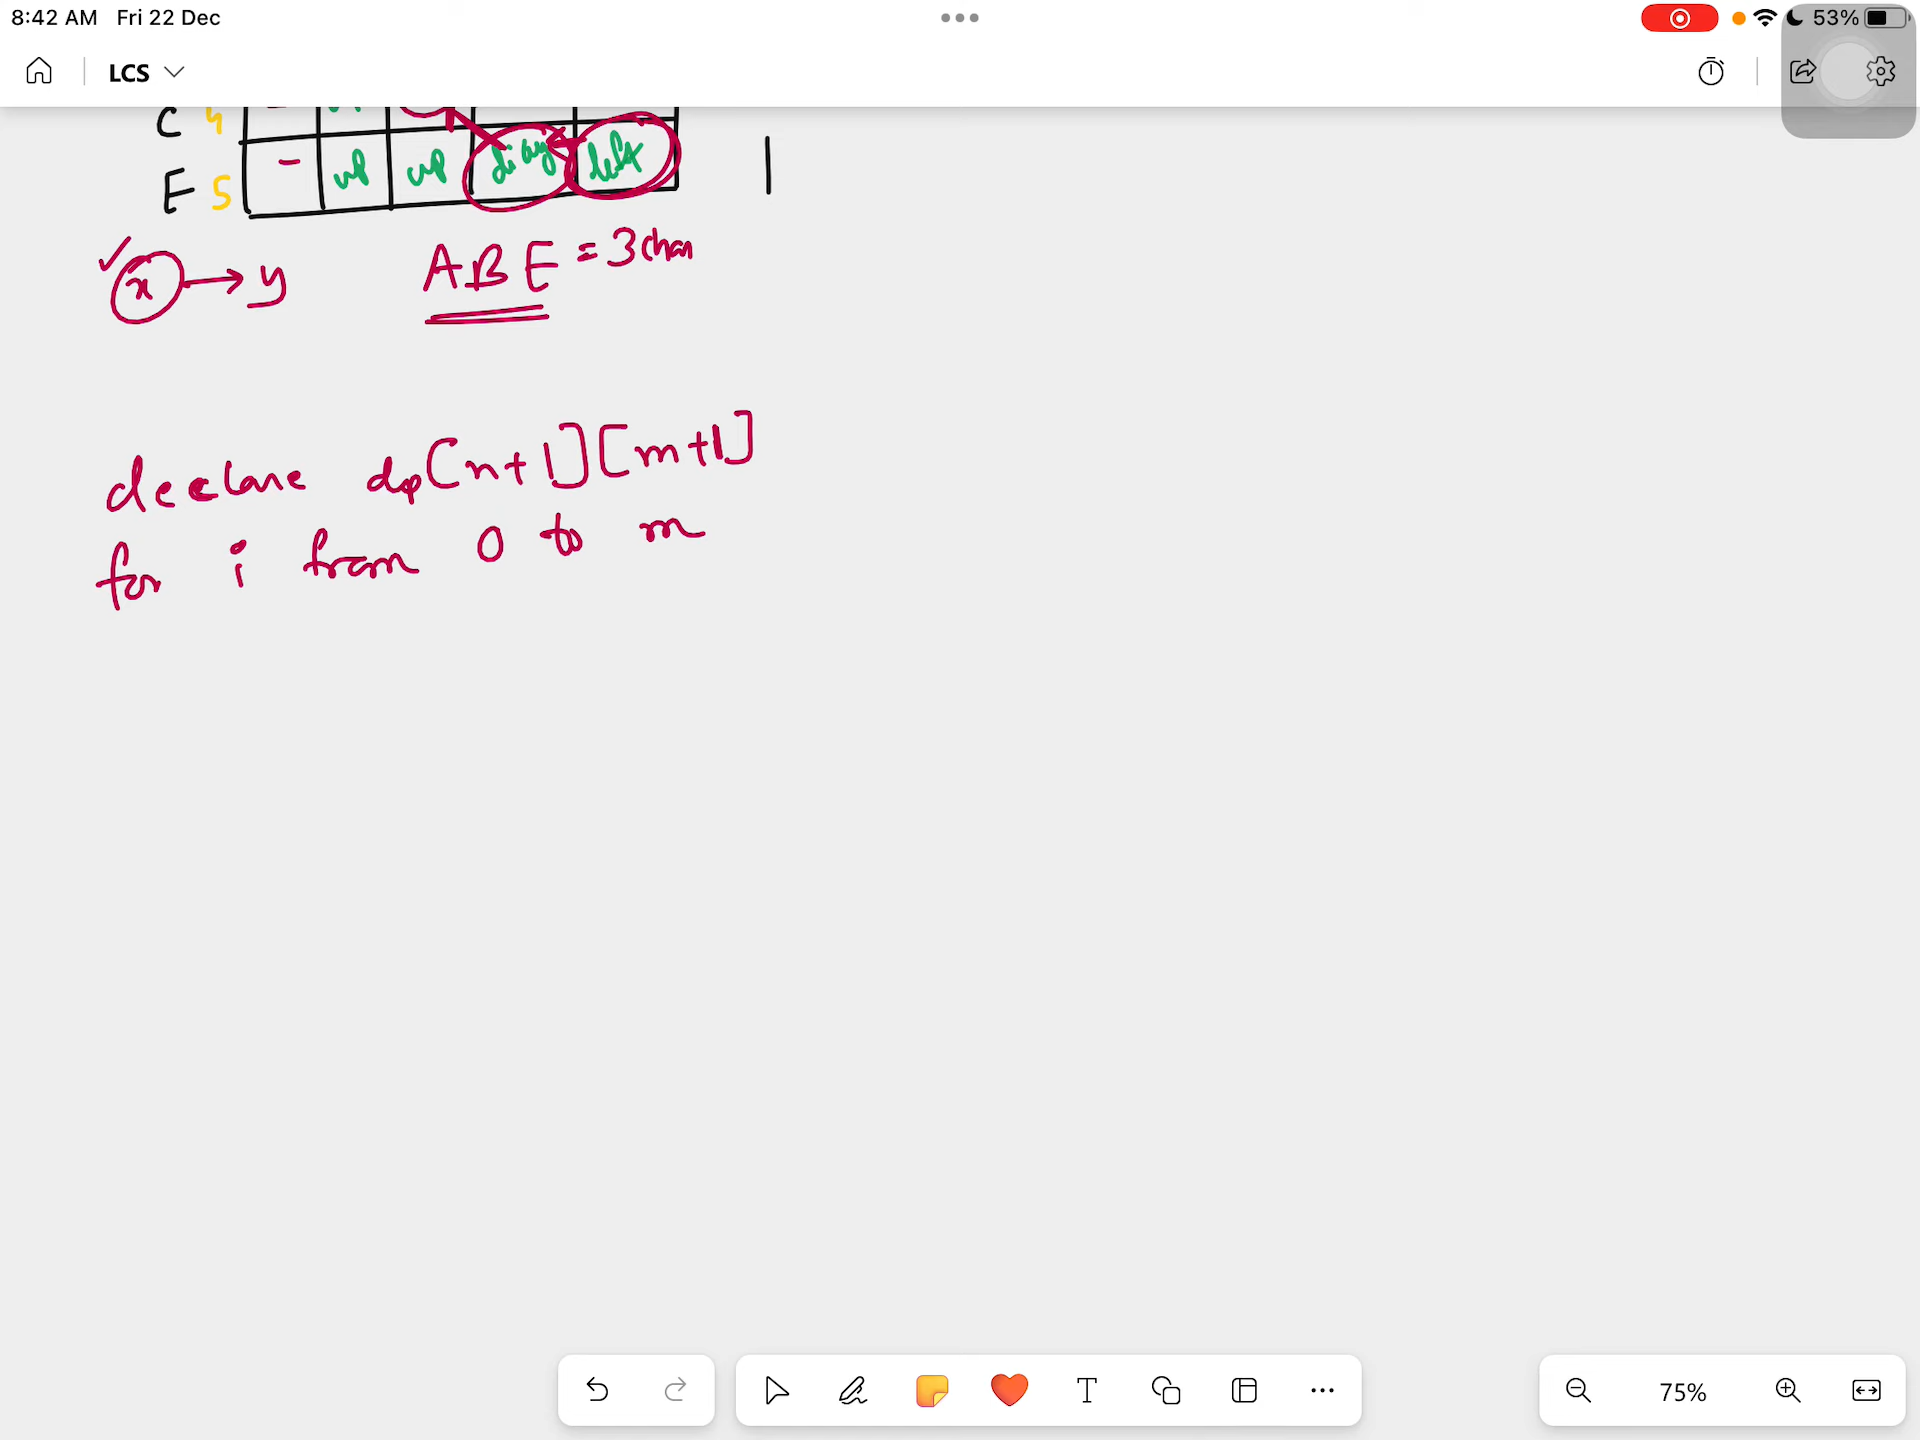 8:42 AM Fri 22 Dec
53%
LCS
C 4
E 5 - up up diag left
x → y ABE = 3 char
declare dp[n+1][m+1]
for i from 0 to m
T
75%